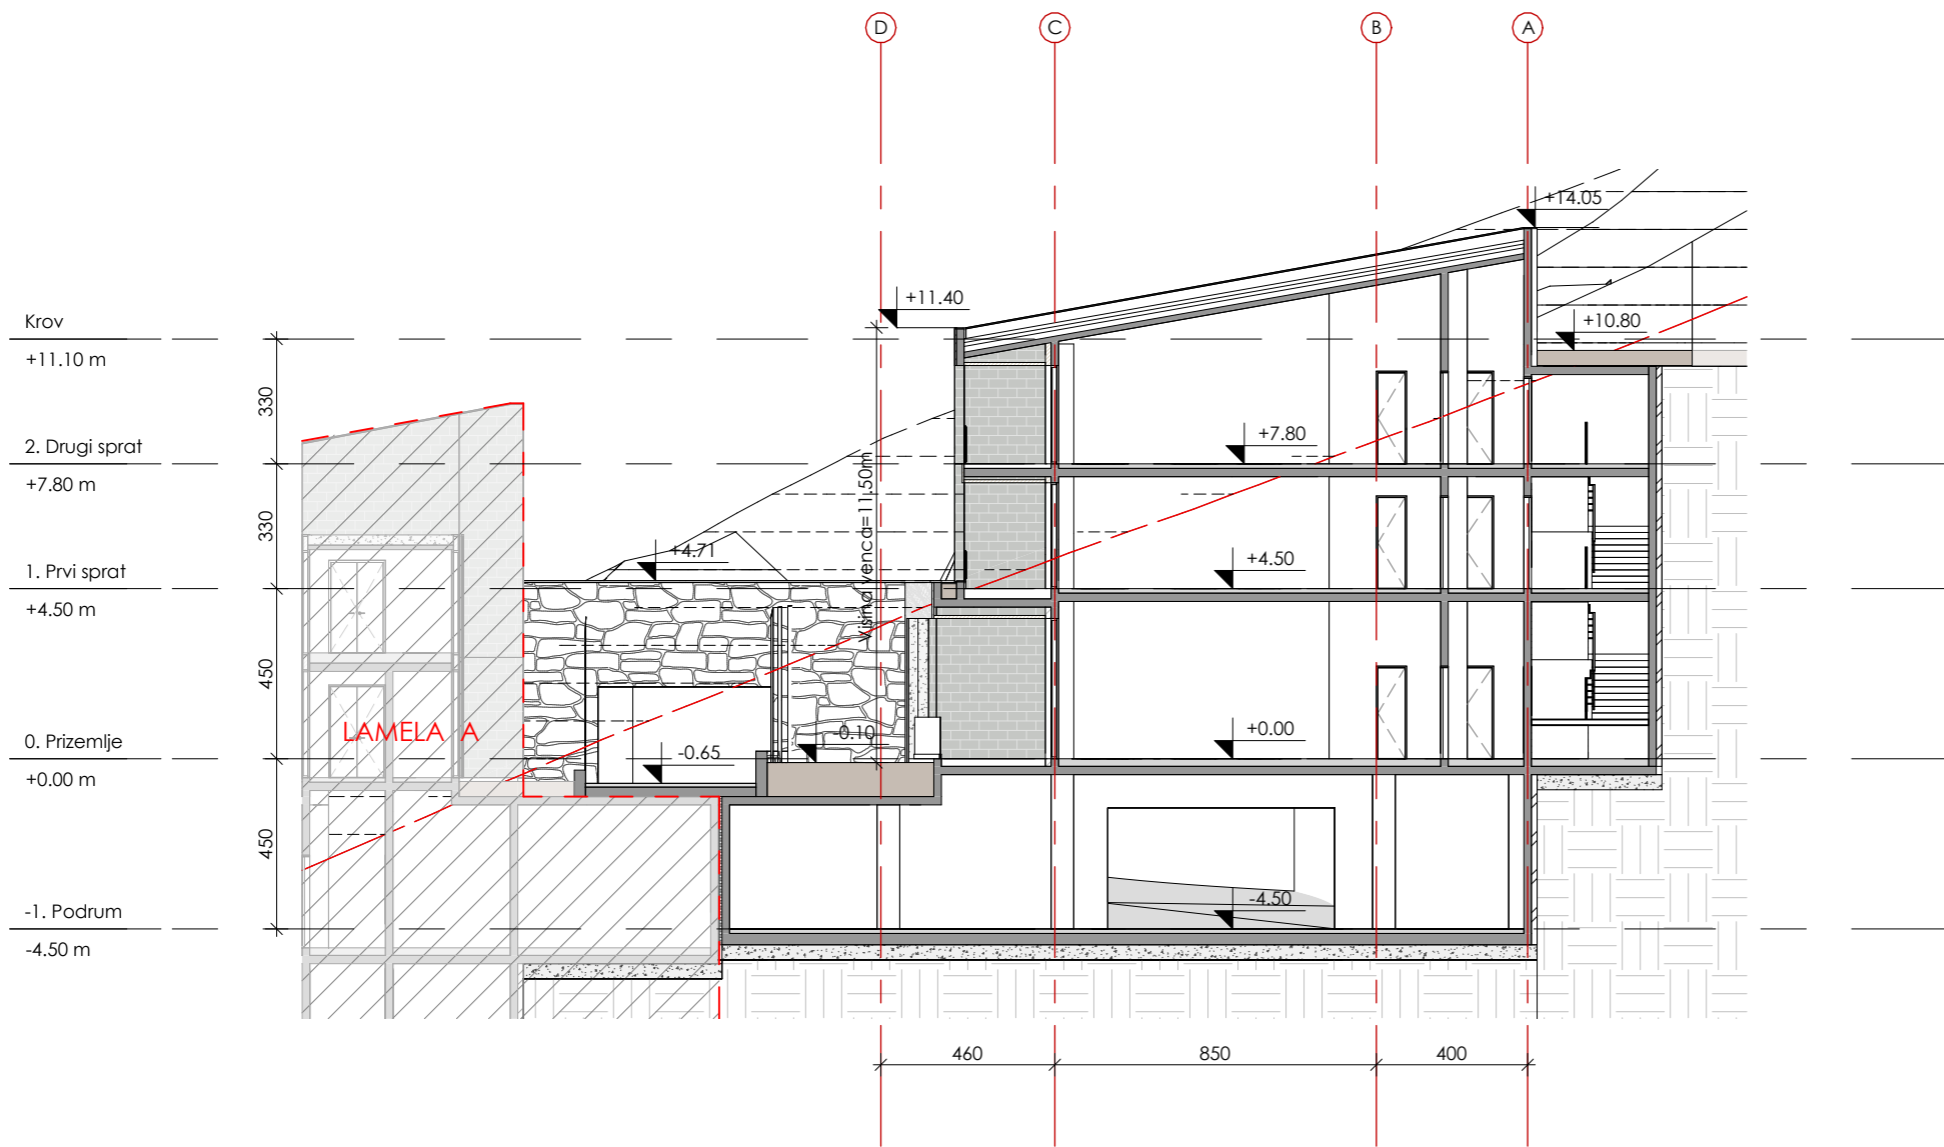 D
C
B
A
+14.05
+11.40
+10.80
Krov
+11.10 m
330
2. Drugi sprat
+7.80 m
+7.80
330
Visina venca=11.50m
1. Prvi sprat
+4.50 m
+4.71
+4.50
450
LAMELA A
0. Prizemlje
+0.00 m
-0.65
-0.10
+0.00
450
-1. Podrum
-4.50 m
-4.50
460
850
400